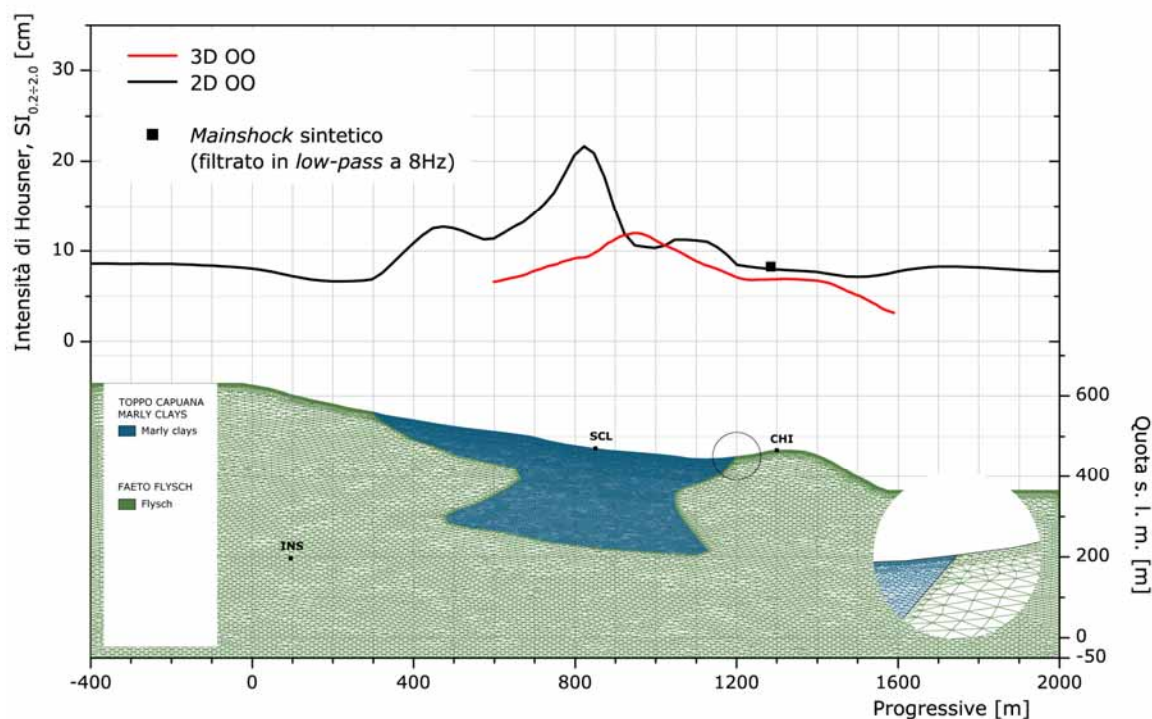 Intensità di Housner, SI0.2÷2.0 [cm]
30
20
10
0
3D OO
2D OO
Mainshock sintetico
(filtrato in low-pass a 8Hz)
TOPPO CAPUANA
MARLY CLAYS
Marly clays
FAETO FLYSCH
Flysch
INS
SCL
CHI
600
400
200
0
-50
Quota s. l. m. [m]
-400 0 400 800 1200 1600 2000
Progressive [m]